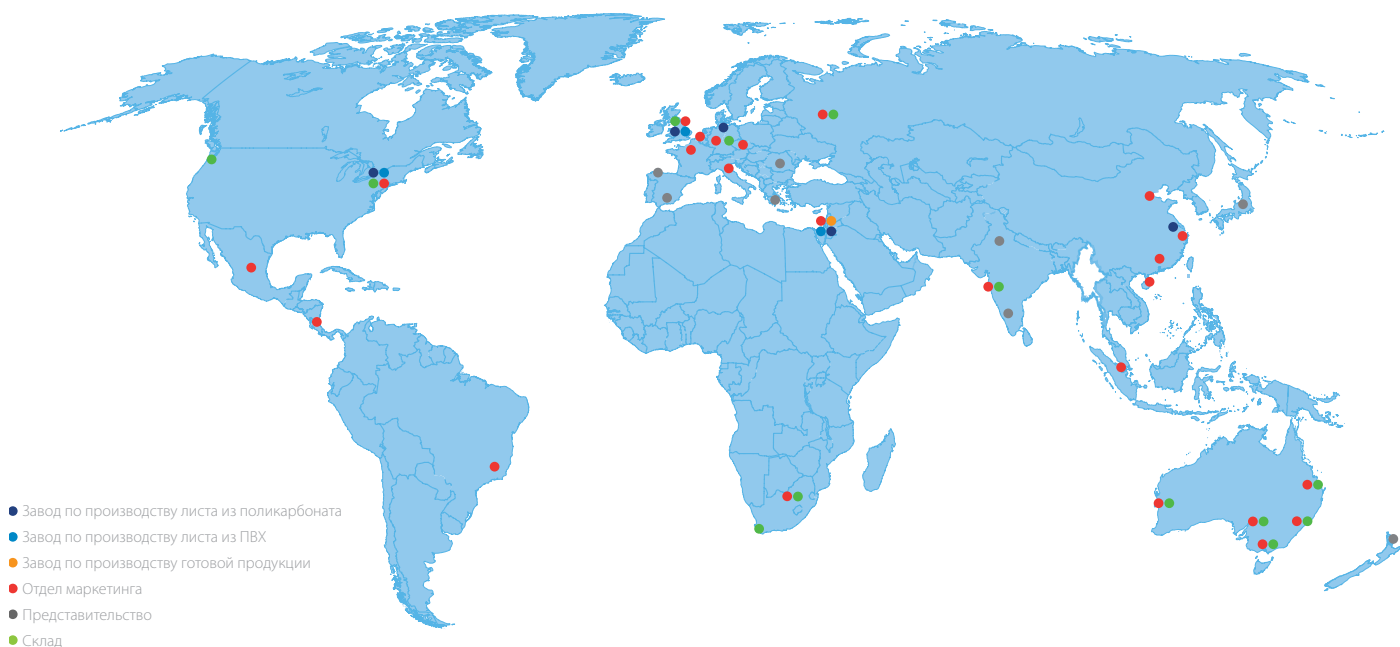 Завод по производству листа из поликарбоната
Завод по производству листа из ПВХ
Завод по производству готовой продукции
Отдел маркетинга
Представительство
Склад